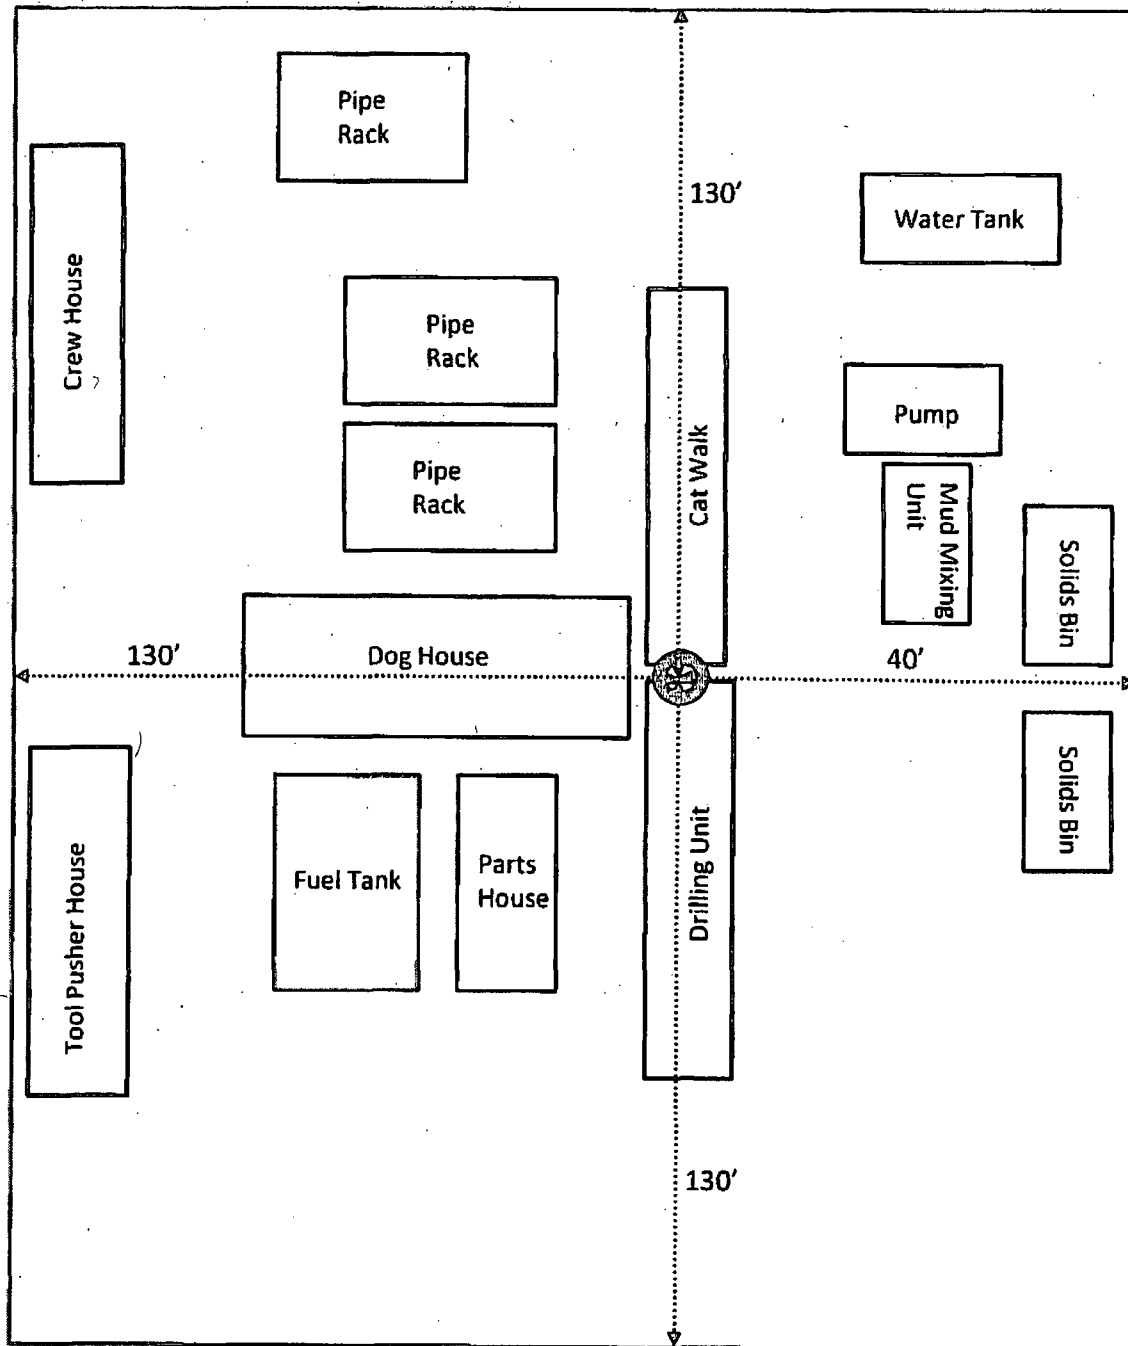 Pipe
Rack
130'
Water Tank
Crew House
Pipe
Rack
Pump
Cat Walk
Pipe
Rack
Mud Mixing
Unit
Solids Bin
130'
Dog House
40'
Solids Bin
Tool Pusher House
Fuel Tank
Parts
House
Drilling Unit
130'